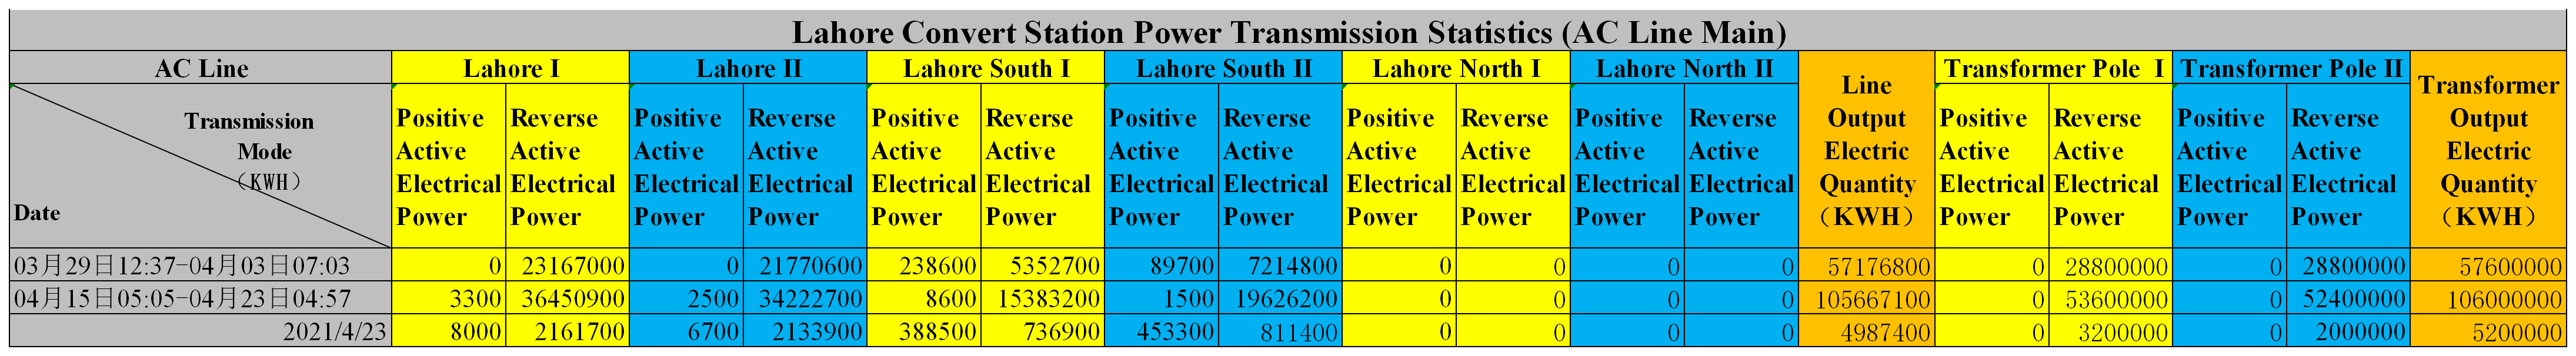 Lahore Convert Station Power Transmission Statistics (AC Line Main)
AC Line Lahore I Lahore II Lahore South I Lahore South II Lahore North I Lahore North II Line Output Electric Quantity（KWH） Transformer Pole I Transformer Pole II Transformer Output Electric Quantity（KWH）
Transmission Mode（KWH） Date Positive Active Electrical Power Reverse Active Electrical Power Positive Active Electrical Power Reverse Active Electrical Power Positive Active Electrical Power Reverse Active Electrical Power Positive Active Electrical Power Reverse Active Electrical Power Positive Active Electrical Power Reverse Active Electrical Power Positive Active Electrical Power Reverse Active Electrical Power Positive Active Electrical Power Reverse Active Electrical Power Positive Active Electrical Power Reverse Active Electrical Power
03月29日12:37-04月03日07:03 0 23167000 0 21770600 238600 5352700 89700 7214800 0 0 0 0 57176800 0 28800000 0 28800000 57600000
04月15日05:05-04月23日04:57 3300 36450900 2500 34222700 8600 15383200 1500 19626200 0 0 0 0 105667100 0 53600000 0 52400000 106000000
2021/4/23 8000 2161700 6700 2133900 388500 736900 453300 811400 0 0 0 0 4987400 0 3200000 0 2000000 5200000